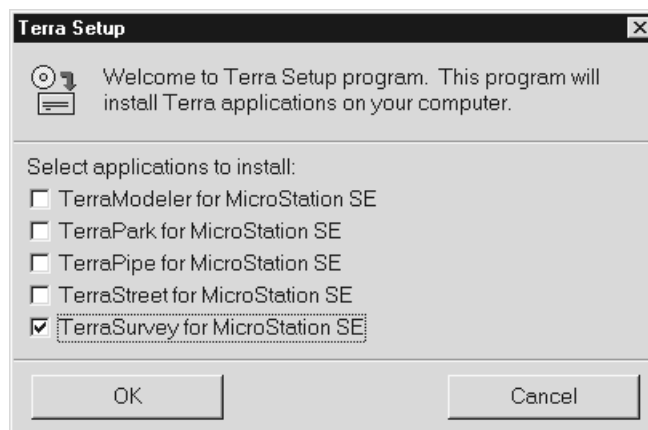 Terra Setup
Welcome to Terra Setup program. This program will
install Terra applications on your computer.
Select applications to install:
TerraModeler for MicroStation SE
TerraPark for MicroStation SE
TerraPipe for MicroStation SE
TerraStreet for MicroStation SE
TerraSurvey for MicroStation SE
OK
Cancel